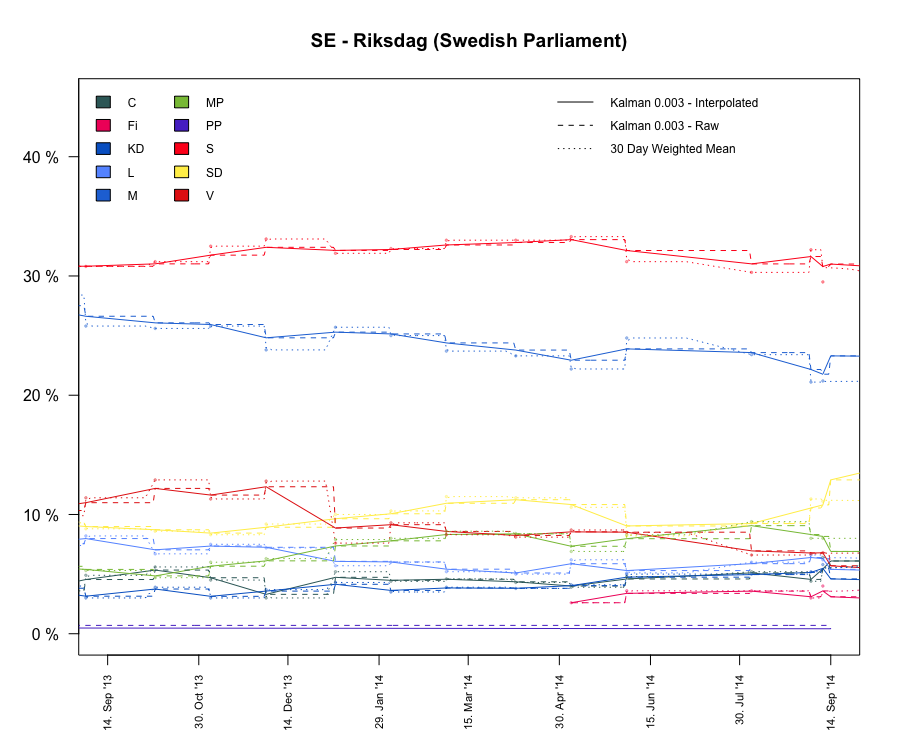 SE - Riksdag (Swedish Parliament)
C
Fi
KD
L
M
MP
PP
S
SD
V
Kalman 0.003 - Interpolated
Kalman 0.003 - Raw
30 Day Weighted Mean
40 %
30 %
20 %
10 %
0 %
14. Sep '13
30. Oct '13
14. Dec '13
29. Jan '14
15. Mar '14
30. Apr '14
15. Jun '14
30. Jul '14
14. Sep '14